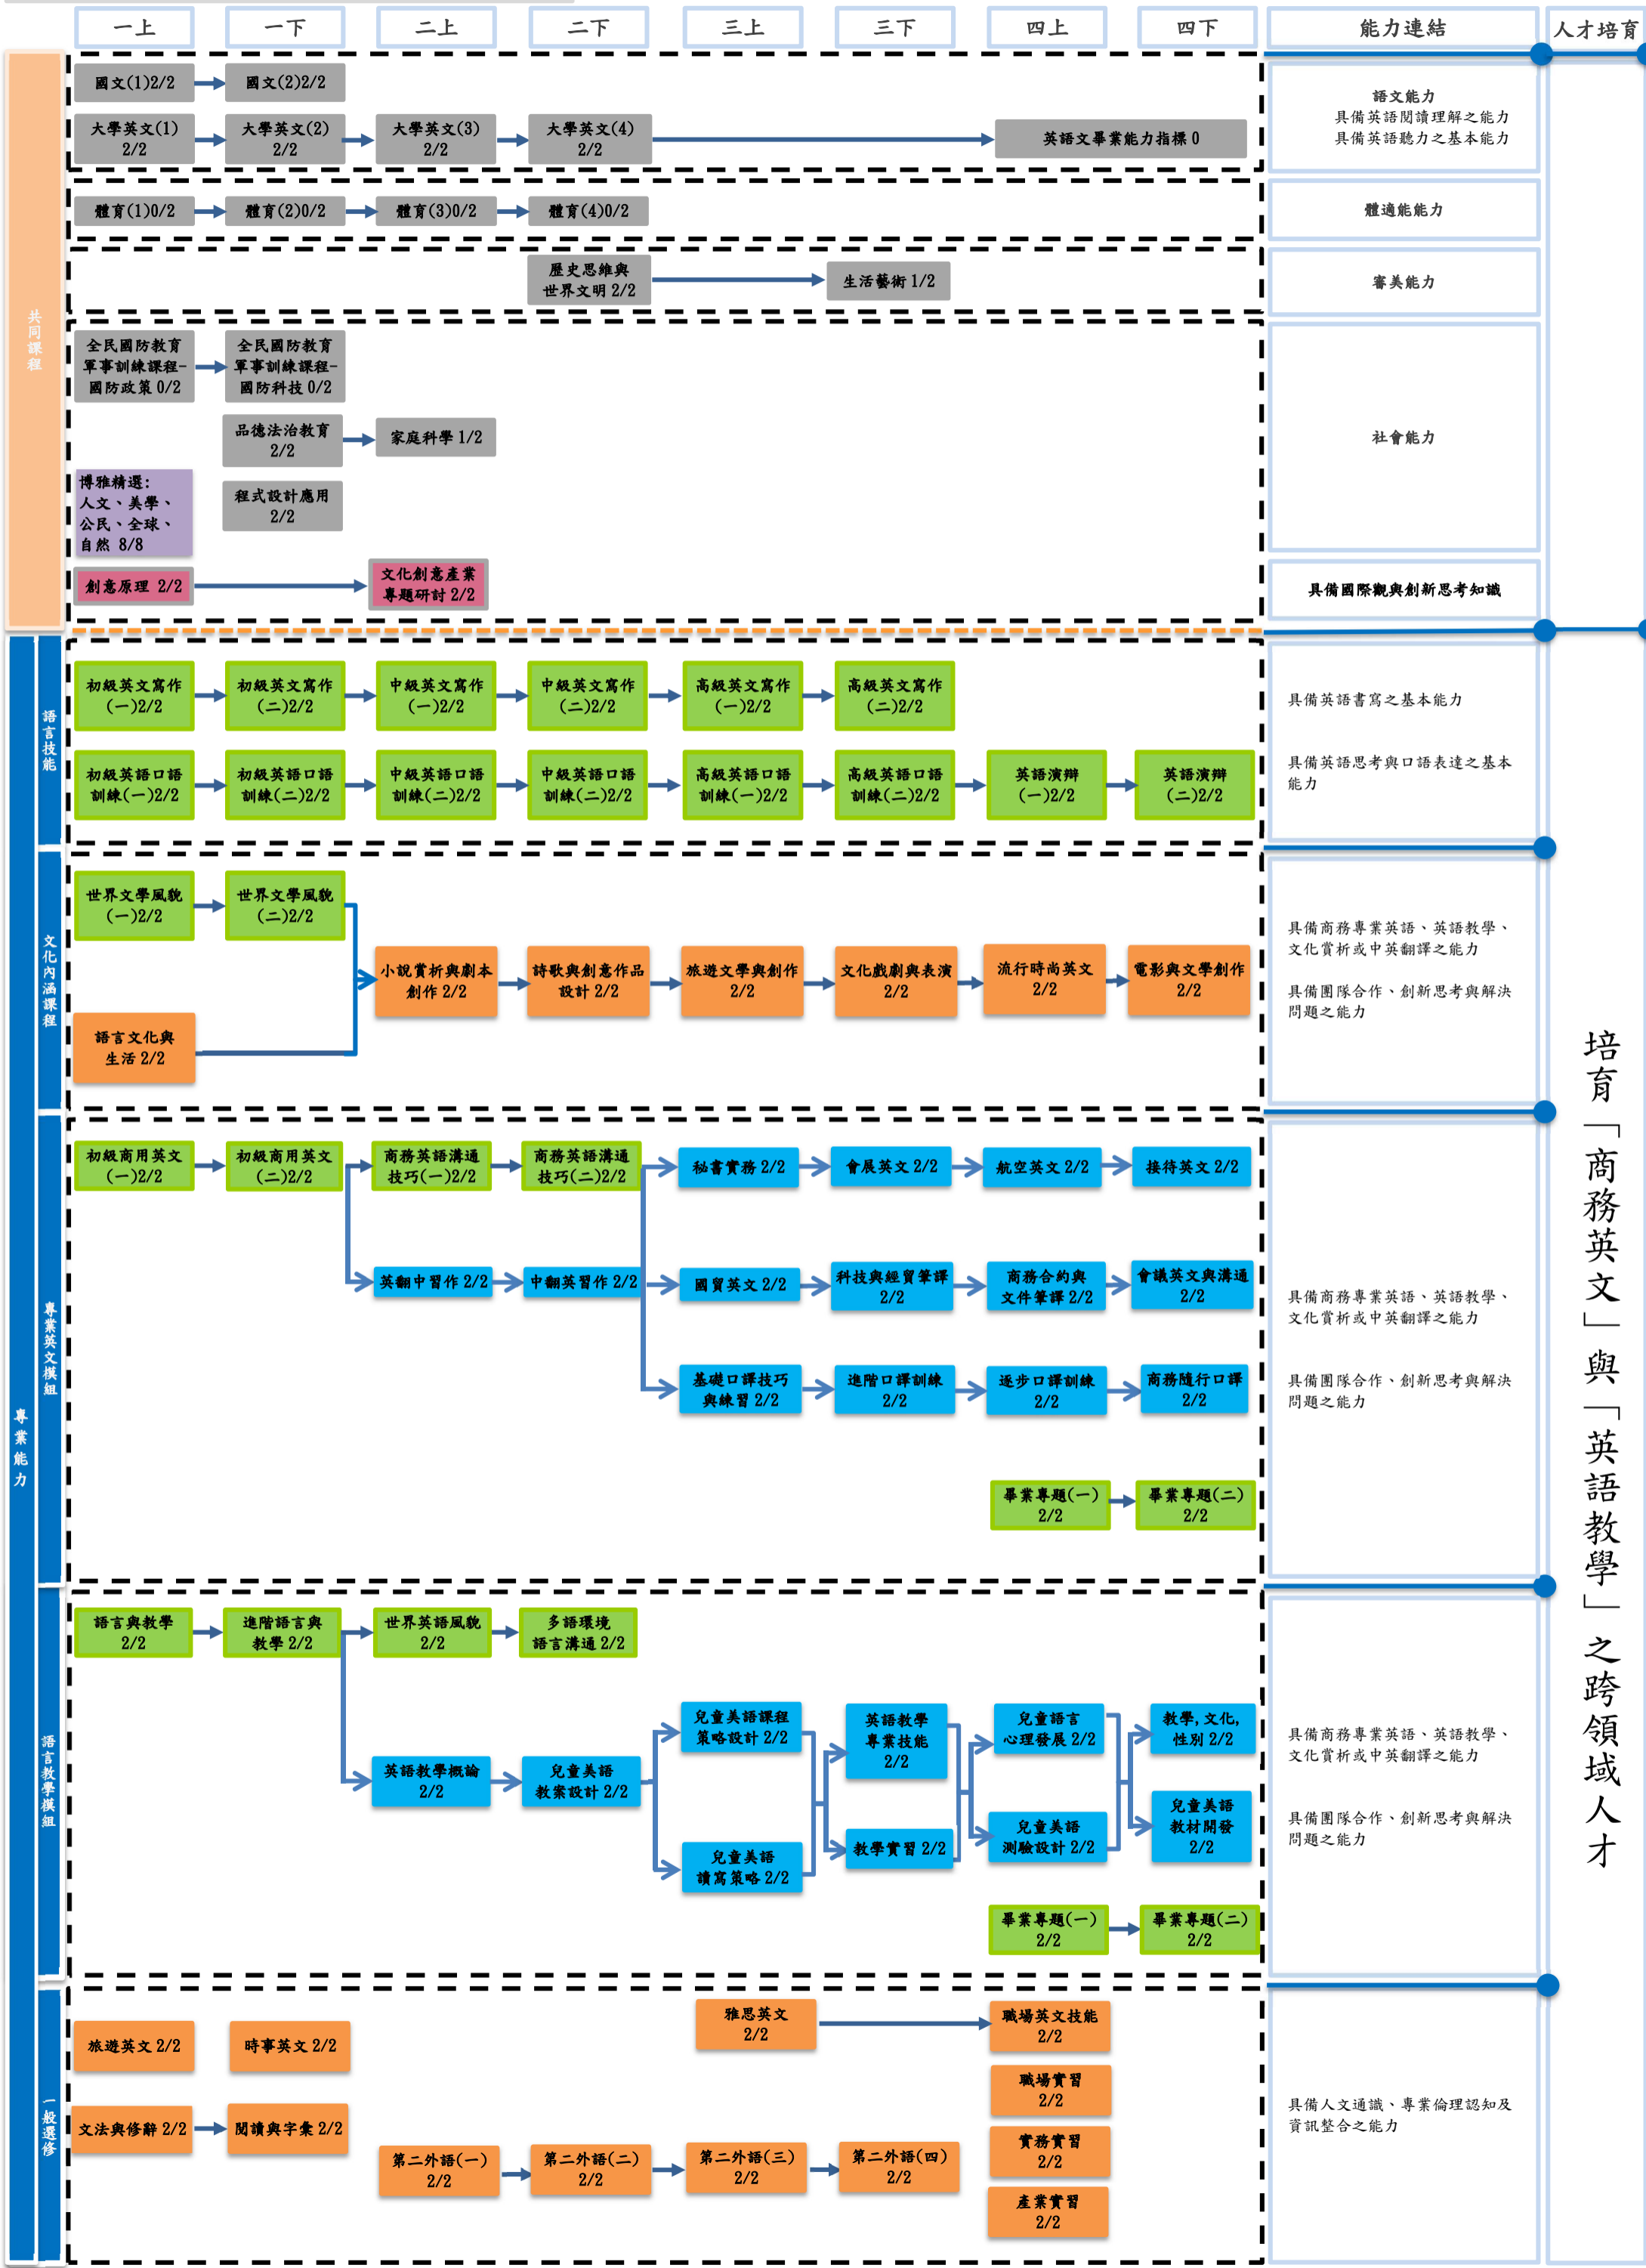 一上
一下
二上
二下
三上
三下
四上
四下
能力連結
人才培育
共同課程
國文(1)2/2
國文(2)2/2
大學英文(1)
2/2
大學英文(2)
2/2
大學英文(3)
2/2
大學英文(4)
2/2
英語文畢業能力指標 0
語文能力
具備英語閱讀理解之能力
具備英語聽力之基本能力
體育(1)0/2
體育(2)0/2
體育(3)0/2
體育(4)0/2
體適能能力
歷史思維與
世界文明 2/2
生活藝術 1/2
審美能力
全民國防教育
軍事訓練課程-
國防政策 0/2
全民國防教育
軍事訓練課程-
國防科技 0/2
品德法治教育
2/2
家庭科學 1/2
社會能力
博雅精選:
人文、美學、
公民、全球、
自然 8/8
程式設計應用
2/2
創意原理 2/2
文化創意產業
專題研討 2/2
具備國際觀與創新思考知識
專業能力
語言技能
初級英文寫作
(一)2/2
初級英文寫作
(二)2/2
中級英文寫作
(一)2/2
中級英文寫作
(二)2/2
高級英文寫作
(一)2/2
高級英文寫作
(二)2/2
具備英語書寫之基本能力
初級英語口語
訓練(一)2/2
初級英語口語
訓練(二)2/2
中級英語口語
訓練(二)2/2
中級英語口語
訓練(二)2/2
高級英語口語
訓練(一)2/2
高級英語口語
訓練(二)2/2
英語演辯
(一)2/2
英語演辯
(二)2/2
具備英語思考與口語表達之基本
能力
文化內涵課程
世界文學風貌
(一)2/2
世界文學風貌
(二)2/2
語言文化與
生活 2/2
小說賞析與劇本
創作 2/2
詩歌與創意作品
設計 2/2
旅遊文學與創作
2/2
文化戲劇與表演
2/2
流行時尚英文
2/2
電影與文學創作
2/2
具備商務專業英語、英語教學、
文化賞析或中英翻譯之能力
具備團隊合作、創新思考與解決
問題之能力
專業英文模組
初級商用英文
(一)2/2
初級商用英文
(二)2/2
商務英語溝通
技巧(一)2/2
商務英語溝通
技巧(二)2/2
秘書實務 2/2
會展英文 2/2
航空英文 2/2
接待英文 2/2
英翻中習作 2/2
中翻英習作 2/2
國貿英文 2/2
科技與經貿筆譯
2/2
商務合約與
文件筆譯 2/2
會議英文與溝通
2/2
基礎口譯技巧
與練習 2/2
進階口譯訓練
2/2
逐步口譯訓練
2/2
商務隨行口譯
2/2
畢業專題(一)
2/2
畢業專題(二)
2/2
具備商務專業英語、英語教學、
文化賞析或中英翻譯之能力
具備團隊合作、創新思考與解決
問題之能力
語言教學模組
語言與教學
2/2
進階語言與
教學 2/2
世界英語風貌
2/2
多語環境
語言溝通 2/2
英語教學概論
2/2
兒童美語
教案設計 2/2
兒童美語課程
策略設計 2/2
兒童美語
讀寫策略 2/2
英語教學
專業技能
2/2
教學實習 2/2
兒童語言
心理發展 2/2
兒童美語
測驗設計 2/2
教學,文化,
性別 2/2
兒童美語
教材開發
2/2
畢業專題(一)
2/2
畢業專題(二)
2/2
具備商務專業英語、英語教學、
文化賞析或中英翻譯之能力
具備團隊合作、創新思考與解決
問題之能力
一般選修
旅遊英文 2/2
時事英文 2/2
文法與修辭 2/2
閱讀與字彙 2/2
第二外語(一)
2/2
第二外語(二)
2/2
第二外語(三)
2/2
第二外語(四)
2/2
雅思英文
2/2
職場英文技能
2/2
職場實習
2/2
實務實習
2/2
產業實習
2/2
具備人文通識、專業倫理認知及
資訊整合之能力
培育「商務英文」與「英語教學」之跨領域人才